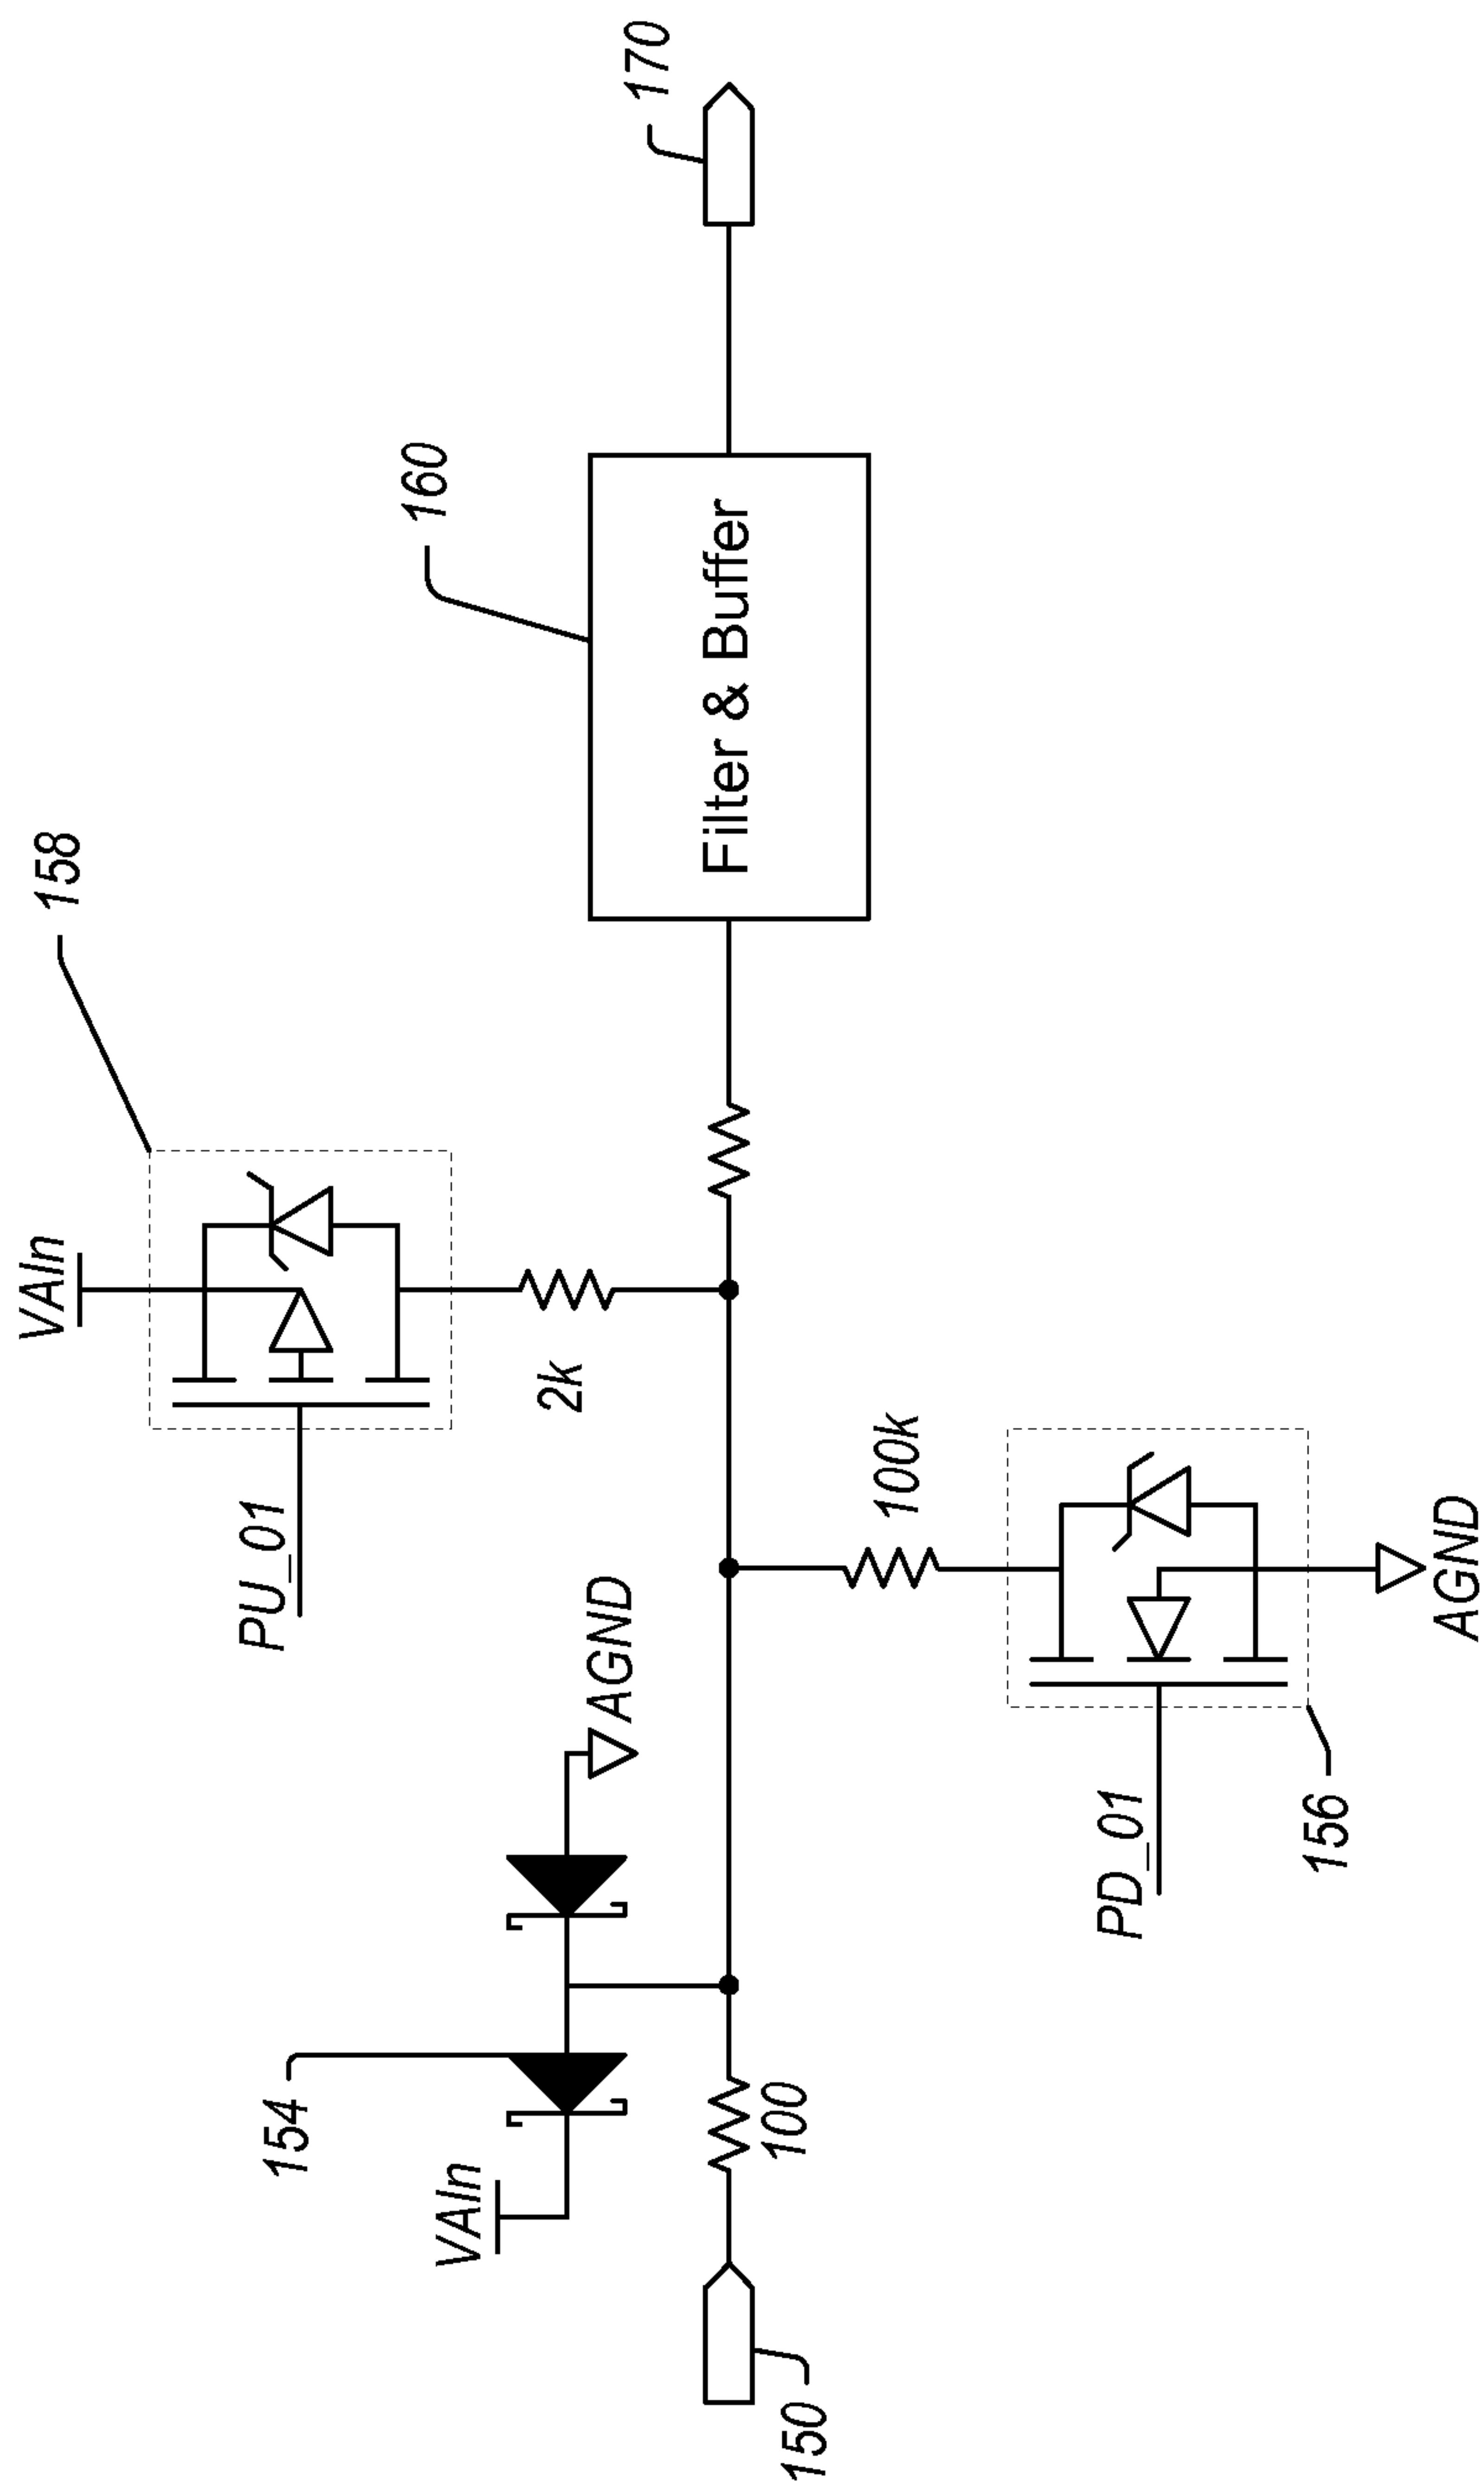 VAIn
158
170
PU_01
160
2k
154
VAIn
AGND
Filter & Buffer
100
100k
150
PD_01
156
AGND